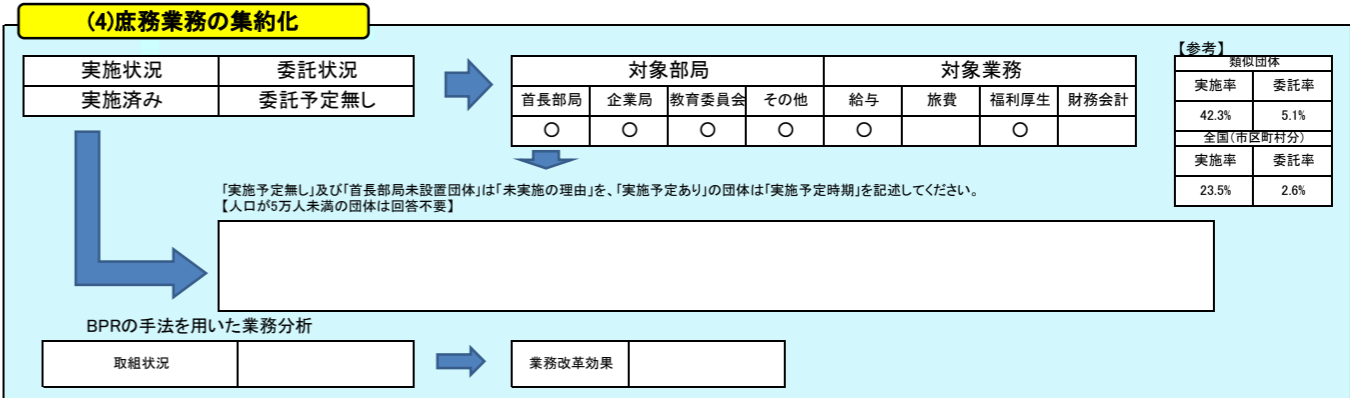 (4)庶務業務の集約化
実施状況 委託状況
実施済み 委託予定無し
対象部局 対象業務
首長部局 企業局 教育委員会 その他 給与 旅費 福利厚生 財務会計
○ ○ ○ ○ ○ ○
【参考】
類似団体
実施率 委託率
42.3% 5.1%
全国(市区町村分)
実施率 委託率
23.5% 2.6%
「実施予定無し」及び「首長部局未設置団体」は「未実施の理由」を、「実施予定あり」の団体は「実施予定時期」を記述してください。
【人口が5万人未満の団体は回答不要】
BPRの手法を用いた業務分析
取組状況
業務改革効果